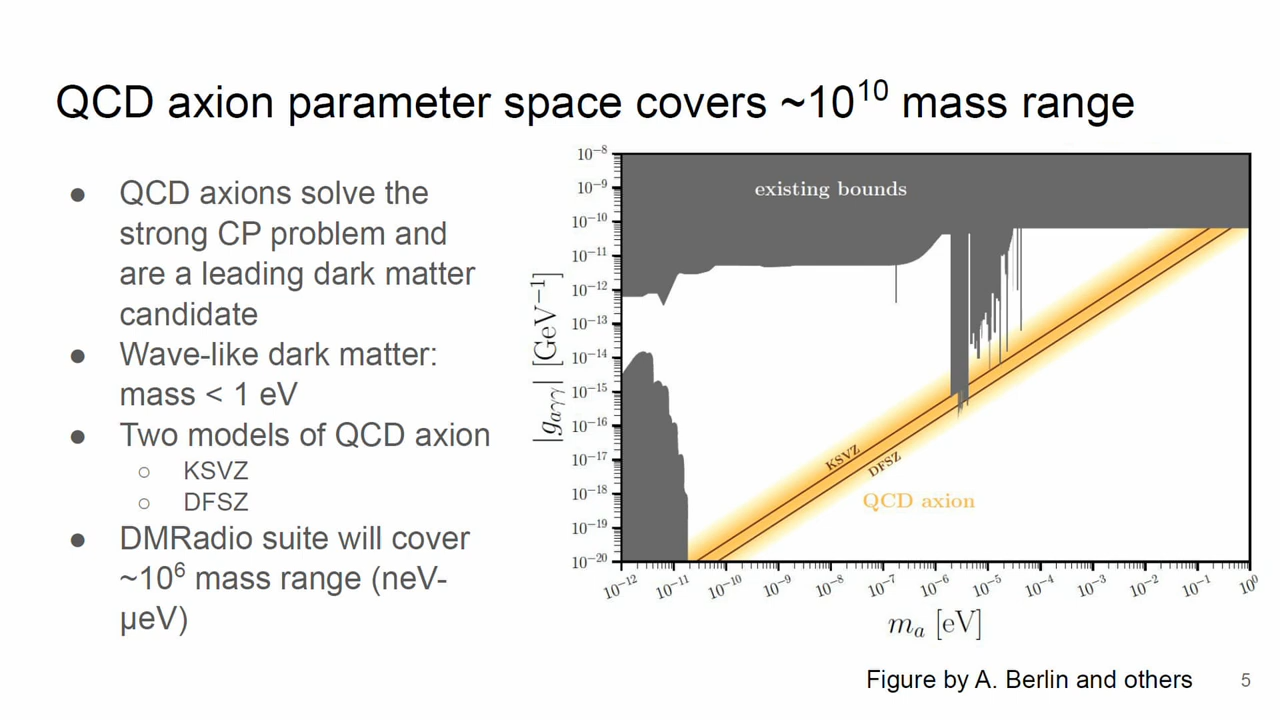 QCD axion parameter space covers ~10¹⁰ mass range
● QCD axions solve the
strong CP problem and
are a leading dark matter
candidate
● Wave-like dark matter:
mass < 1 eV
● Two models of QCD axion
○ KSVZ
○ DFSZ
● DMRadio suite will cover
~10⁶ mass range (neV-
µeV)
10⁻⁸
10⁻⁹
10⁻¹⁰
10⁻¹¹
10⁻¹²
10⁻¹³
10⁻¹⁴
10⁻¹⁵
10⁻¹⁶
10⁻¹⁷
10⁻¹⁸
10⁻¹⁹
10⁻²⁰
|gₐγγ| [GeV⁻¹]
existing bounds
KSVZ
DFSZ
QCD axion
10⁻¹² 10⁻¹¹ 10⁻¹⁰ 10⁻⁹ 10⁻⁸ 10⁻⁷ 10⁻⁶ 10⁻⁵ 10⁻⁴ 10⁻³ 10⁻² 10⁻¹ 10⁰
mₐ [eV]
Figure by A. Berlin and others
5